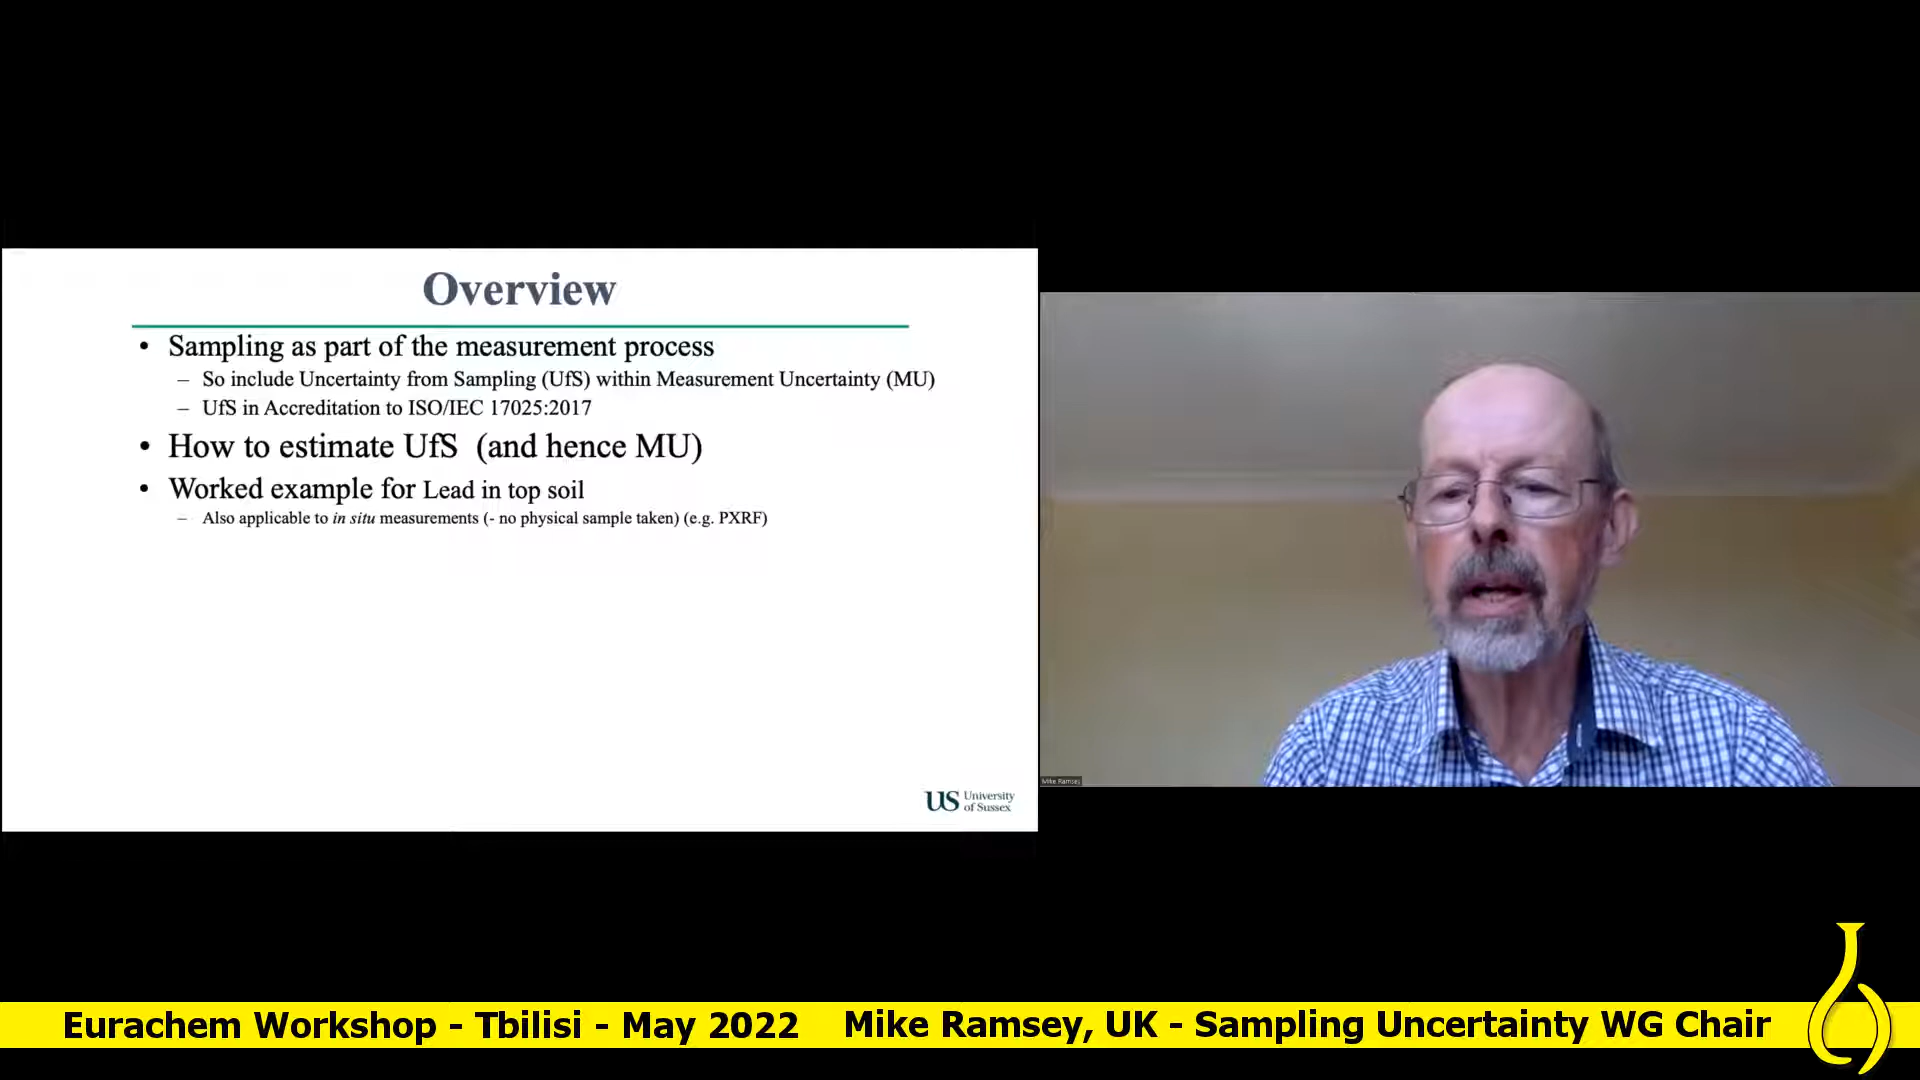 Overview
• Sampling as part of the measurement process
– So include Uncertainty from Sampling (UfS) within Measurement Uncertainty (MU)
– UfS in Accreditation to ISO/IEC 17025:2017
• How to estimate UfS (and hence MU)
• Worked example for Lead in top soil
– Also applicable to in situ measurements (- no physical sample taken) (e.g. PXRF)
US University
of Sussex
Mike Ramsey
Eurachem Workshop - Tbilisi - May 2022 Mike Ramsey, UK - Sampling Uncertainty WG Chair